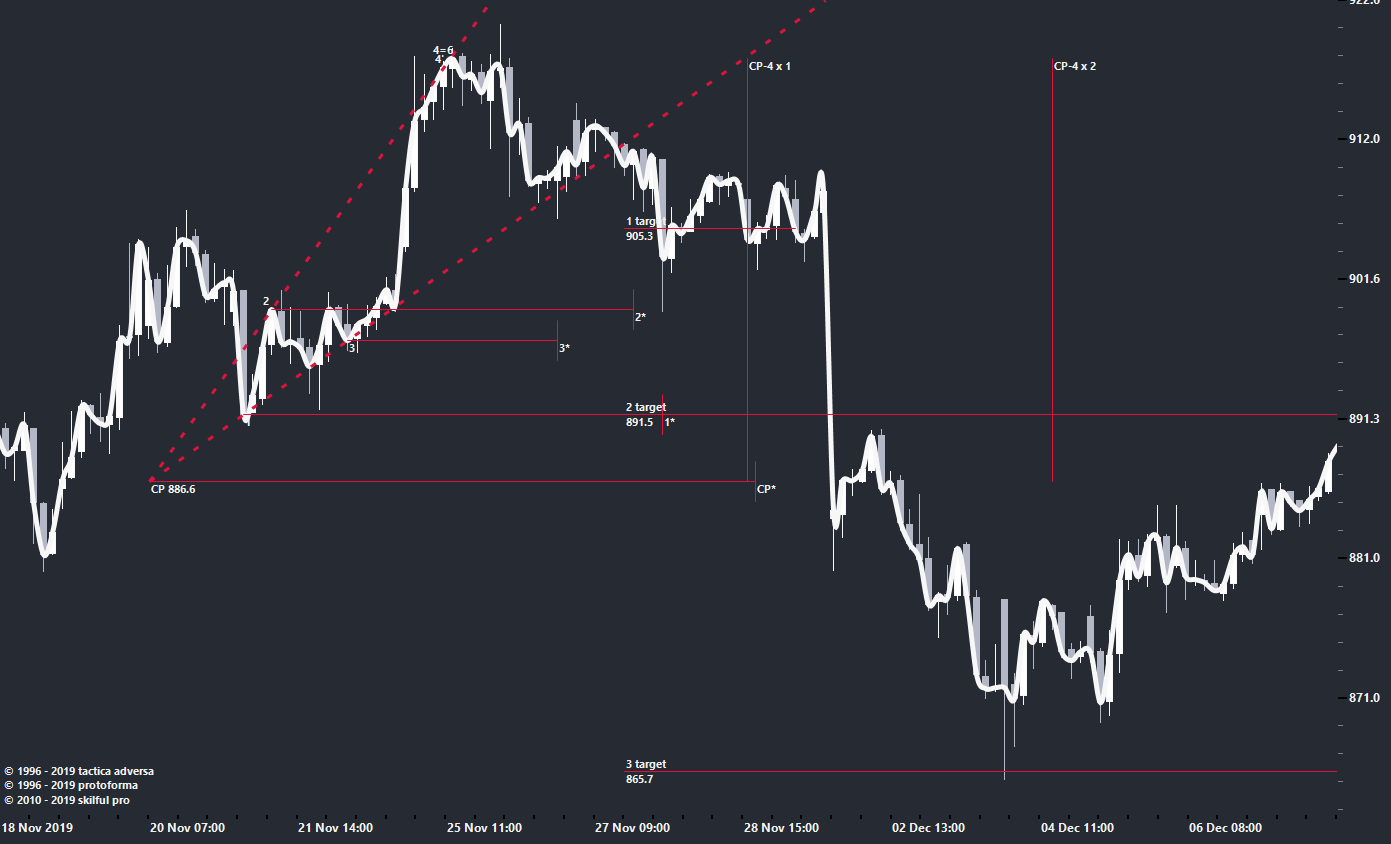 922.0
4=6
4
CP-4 x 1
CP-4 x 2
912.0
1 target
905.3
901.6
2
2*
3
3*
2 target
891.5
1*
891.3
CP 886.6
CP*
881.0
871.0
3 target
865.7
© 1996 - 2019 tactica adversa
© 1996 - 2019 protoforma
© 2010 - 2019 skilful pro
18 Nov 2019
20 Nov 07:00
21 Nov 14:00
25 Nov 11:00
27 Nov 09:00
28 Nov 15:00
02 Dec 13:00
04 Dec 11:00
06 Dec 08:00